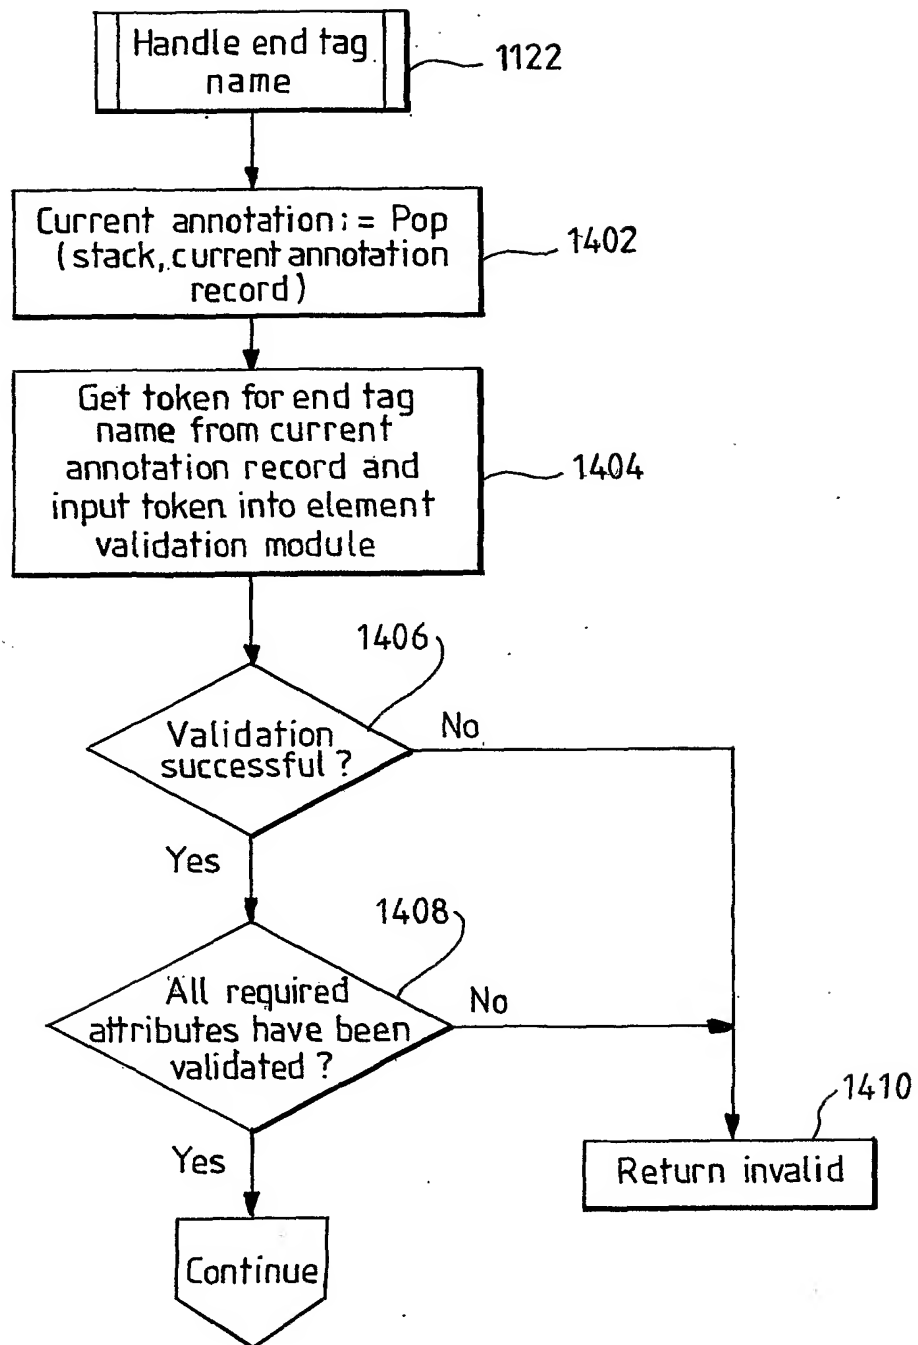 Handle end tag
name
1122
Current annotation := Pop
(stack, current annotation
record)
1402
Get token for end tag
name from current
annotation record and
input token into element
validation module
1404
1406
Validation
successful ?
No
Yes
1408
All required
attributes have been
validated ?
No
Yes
1410
Return invalid
Continue